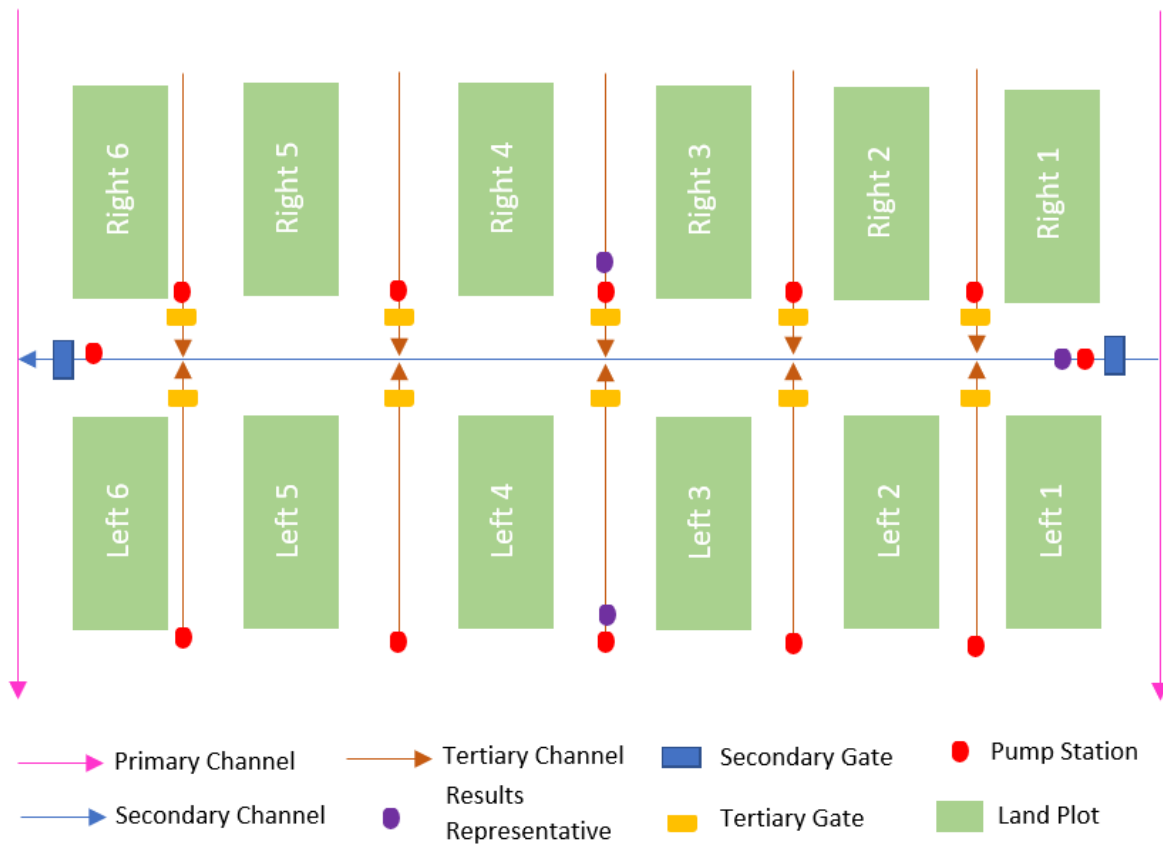 Right 6
Right 5
Right 4
Right 3
Right 2
Right 1
Left 6
Left 5
Left 4
Left 3
Left 2
Left 1
Primary Channel
Tertiary Channel
Secondary Gate
Pump Station
Secondary Channel
Results
Representative
Tertiary Gate
Land Plot